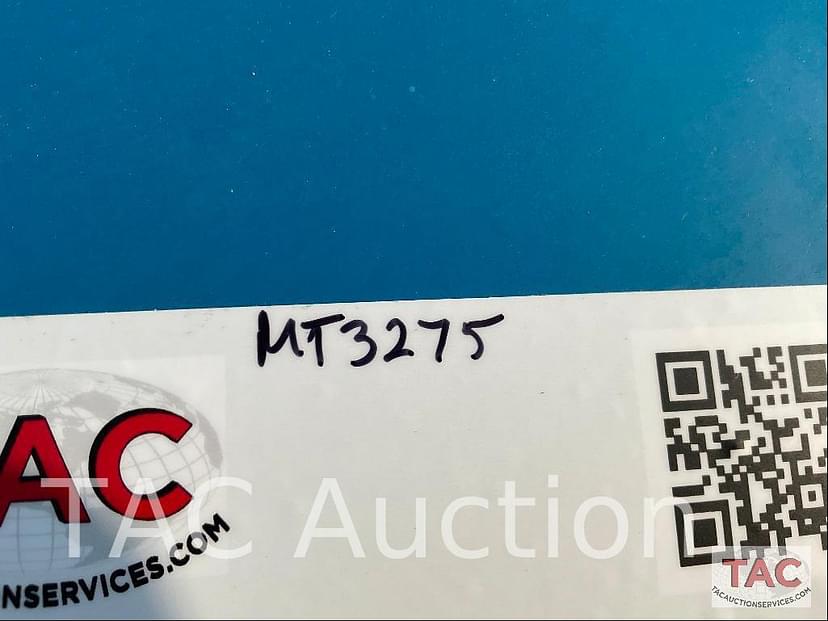 MT3275
AC
NSERVICES.COM
TAC Auction
TAC
TACAUCTIONSERVICES.COM